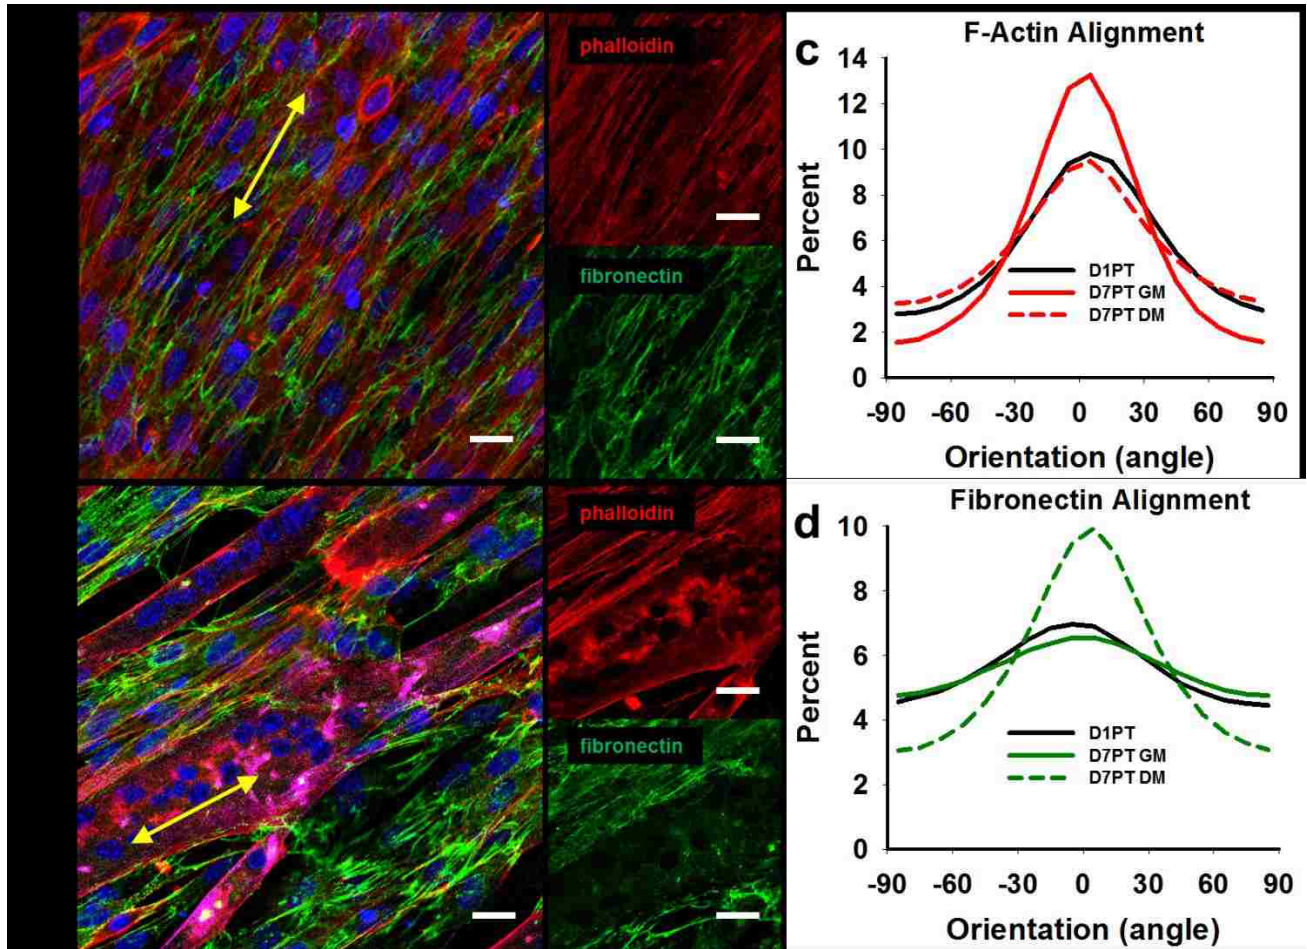 phalloidin
fibronectin
c
F-Actin Alignment
14
12
10
8
6
4
2
0
Percent
D1PT
D7PT GM
D7PT DM
-90 -60 -30 0 30 60 90
Orientation (angle)
phalloidin
fibronectin
d
Fibronectin Alignment
10
8
6
4
2
0
Percent
D1PT
D7PT GM
D7PT DM
-90 -60 -30 0 30 60 90
Orientation (angle)